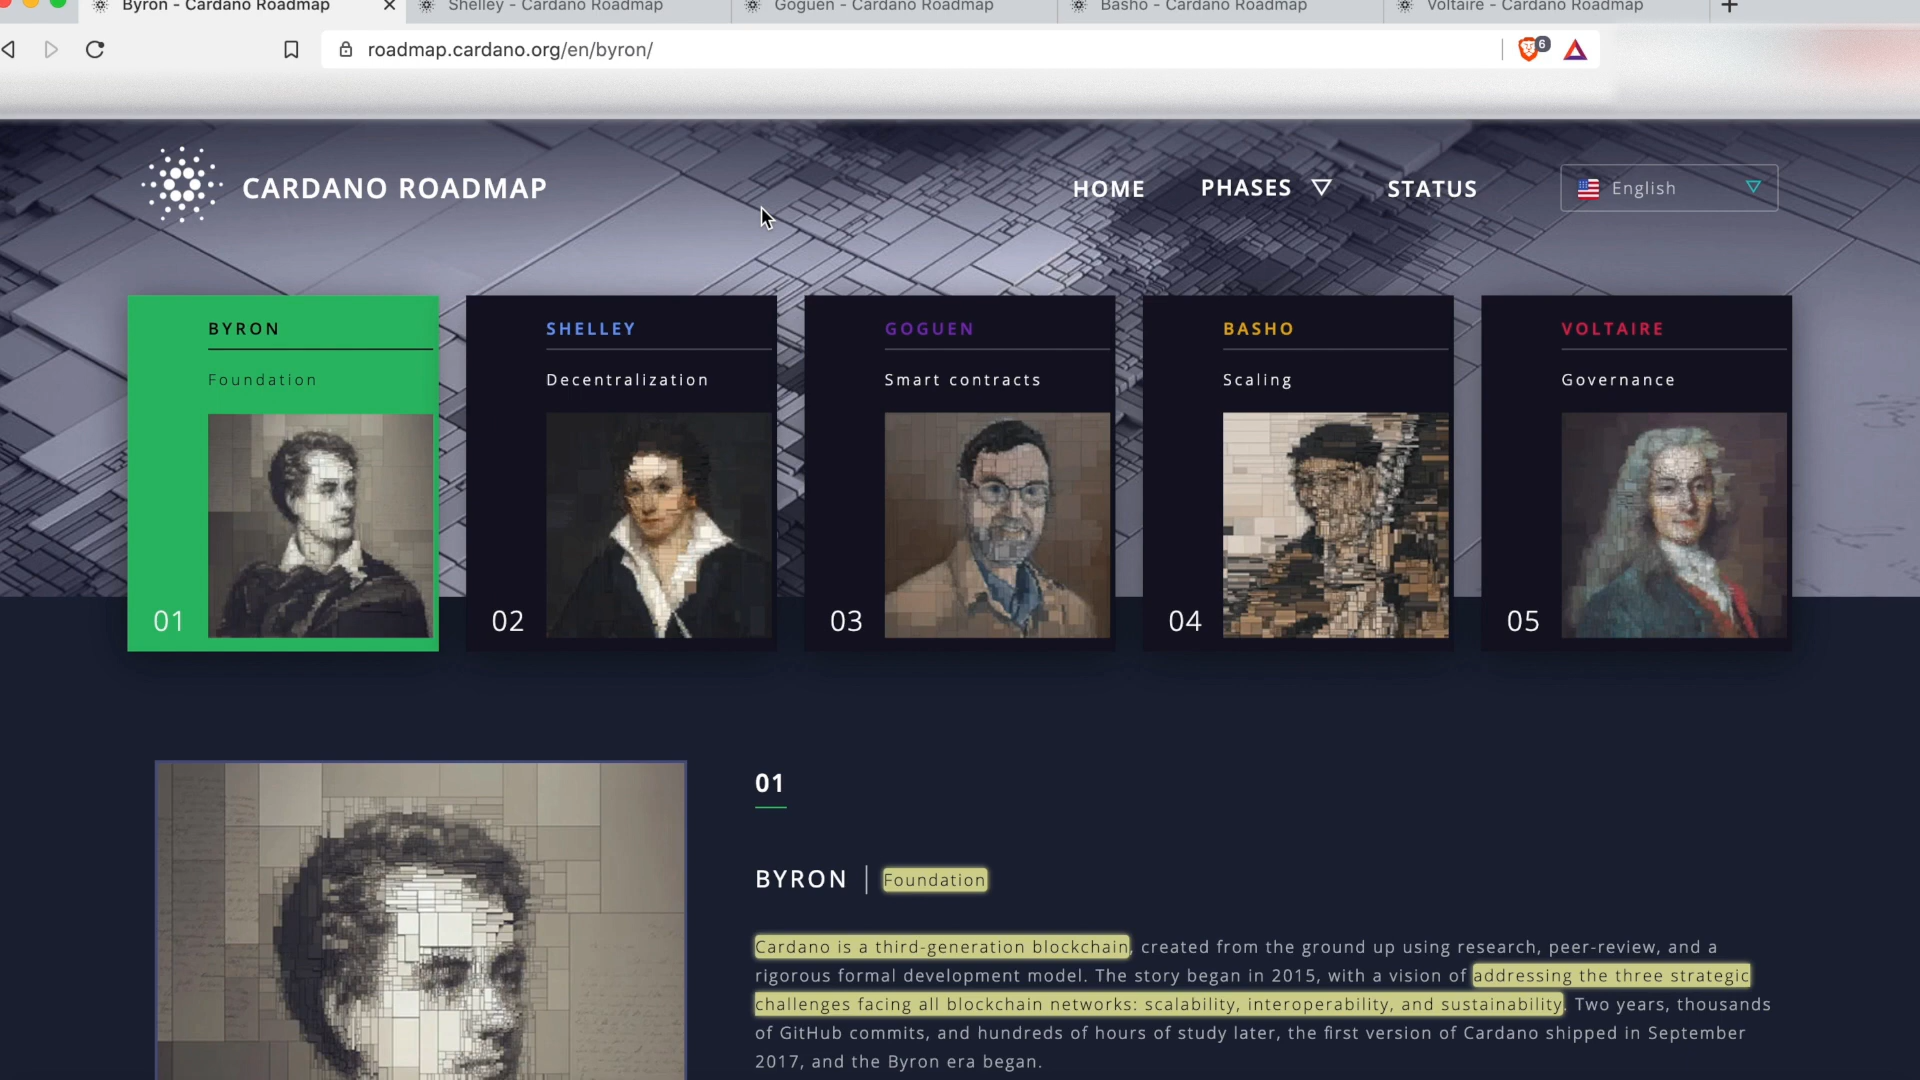 Byron - Cardano Roadmap
Shelley - Cardano Roadmap
Goguen - Cardano Roadmap
Basho - Cardano Roadmap
Voltaire - Cardano Roadmap
roadmap.cardano.org/en/byron/
6
CARDANO ROADMAP
HOME
PHASES
STATUS
English
BYRON
Foundation
01
SHELLEY
Decentralization
02
GOGUEN
Smart contracts
03
BASHO
Scaling
04
VOLTAIRE
Governance
05
01
BYRON | Foundation
Cardano is a third-generation blockchain, created from the ground up using research, peer-review, and a
rigorous formal development model. The story began in 2015, with a vision of addressing the three strategic
challenges facing all blockchain networks: scalability, interoperability, and sustainability. Two years, thousands
of GitHub commits, and hundreds of hours of study later, the first version of Cardano shipped in September
2017, and the Byron era began.